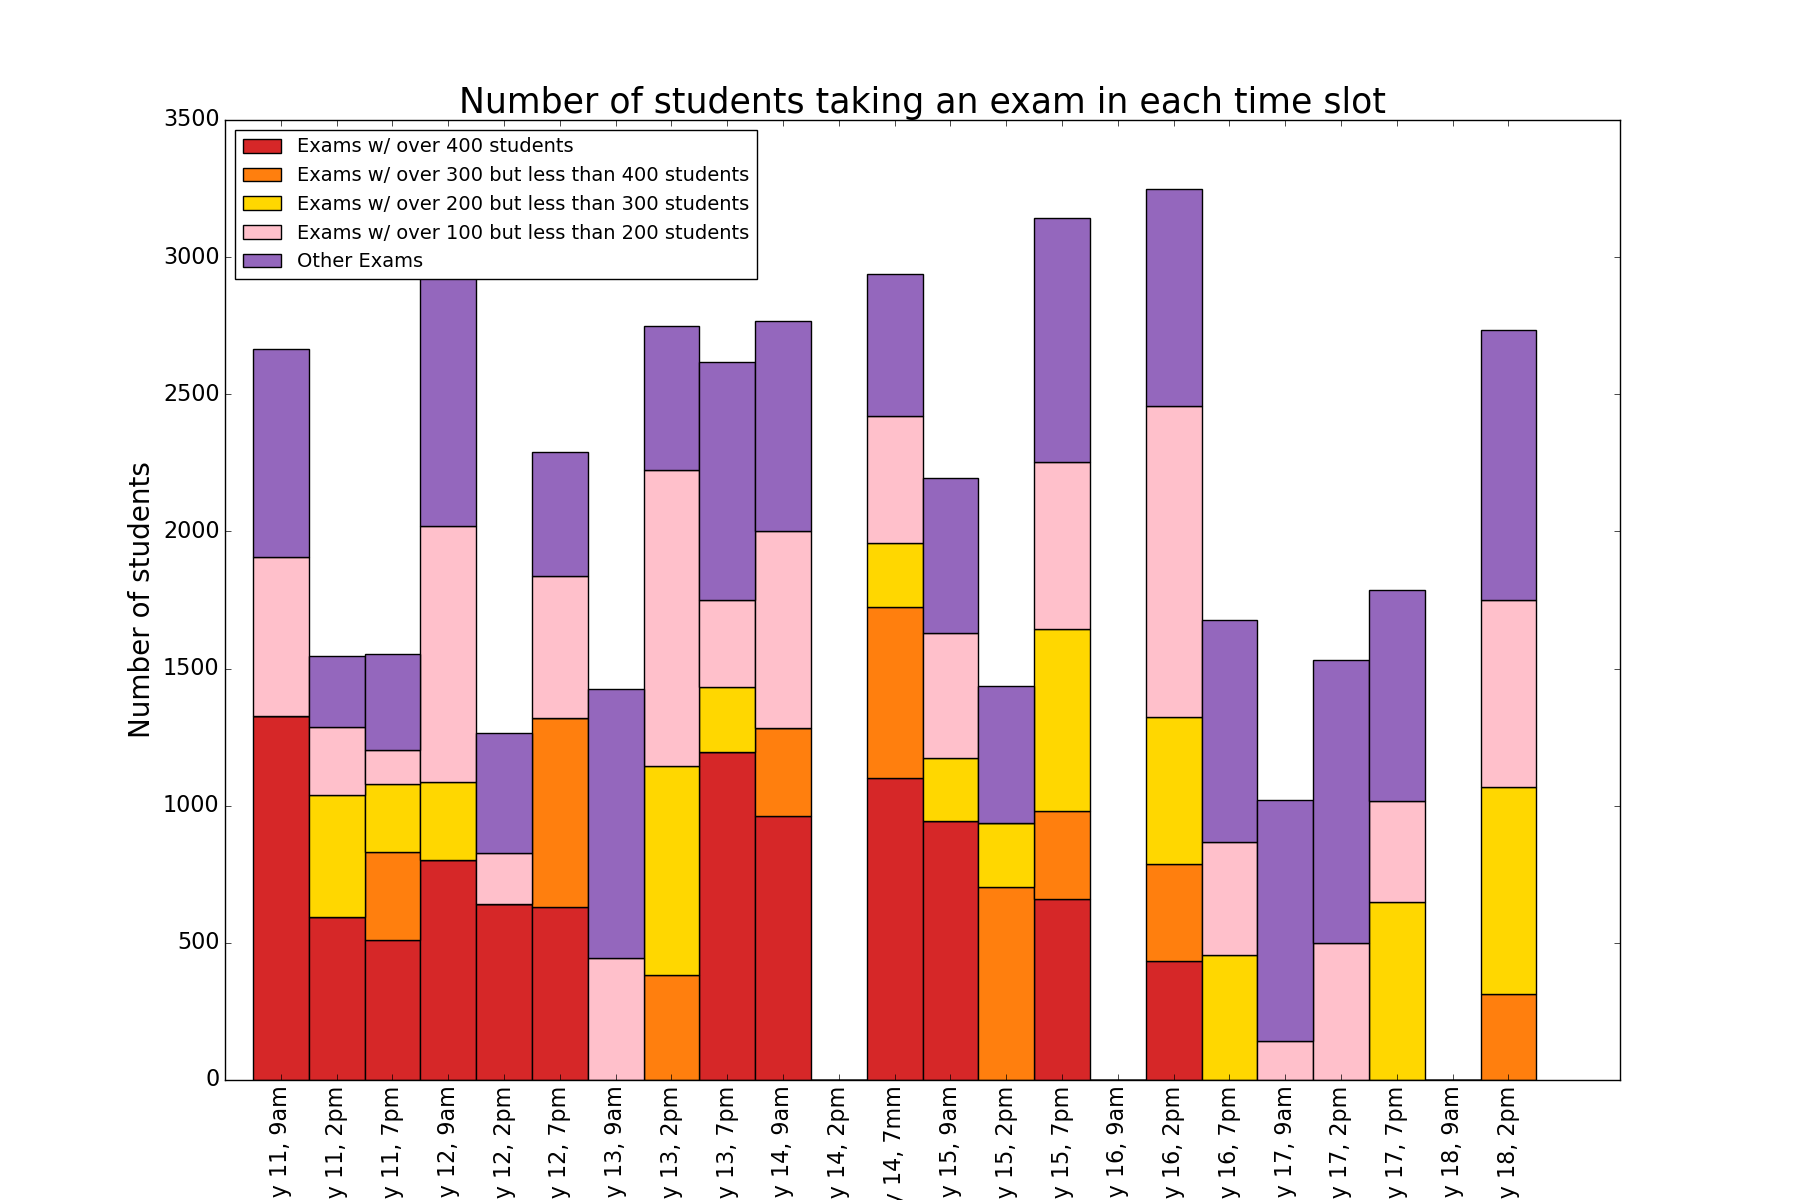 Number of students taking an exam in each time slot
Exams w/ over 400 students
Exams w/ over 300 but less than 400 students
Exams w/ over 200 but less than 300 students
Exams w/ over 100 but less than 200 students
Other Exams
3500
3000
2500
2000
1500
1000
500
0
Number of students
y 11, 9am
y 11, 2pm
y 11, 7pm
y 12, 9am
y 12, 2pm
y 12, 7pm
y 13, 9am
y 13, 2pm
y 13, 7pm
y 14, 9am
y 14, 2pm
y 14, 7mm
y 15, 9am
y 15, 2pm
y 15, 7pm
y 16, 9am
y 16, 2pm
y 16, 7pm
y 17, 9am
y 17, 2pm
y 17, 7pm
y 18, 9am
y 18, 2pm